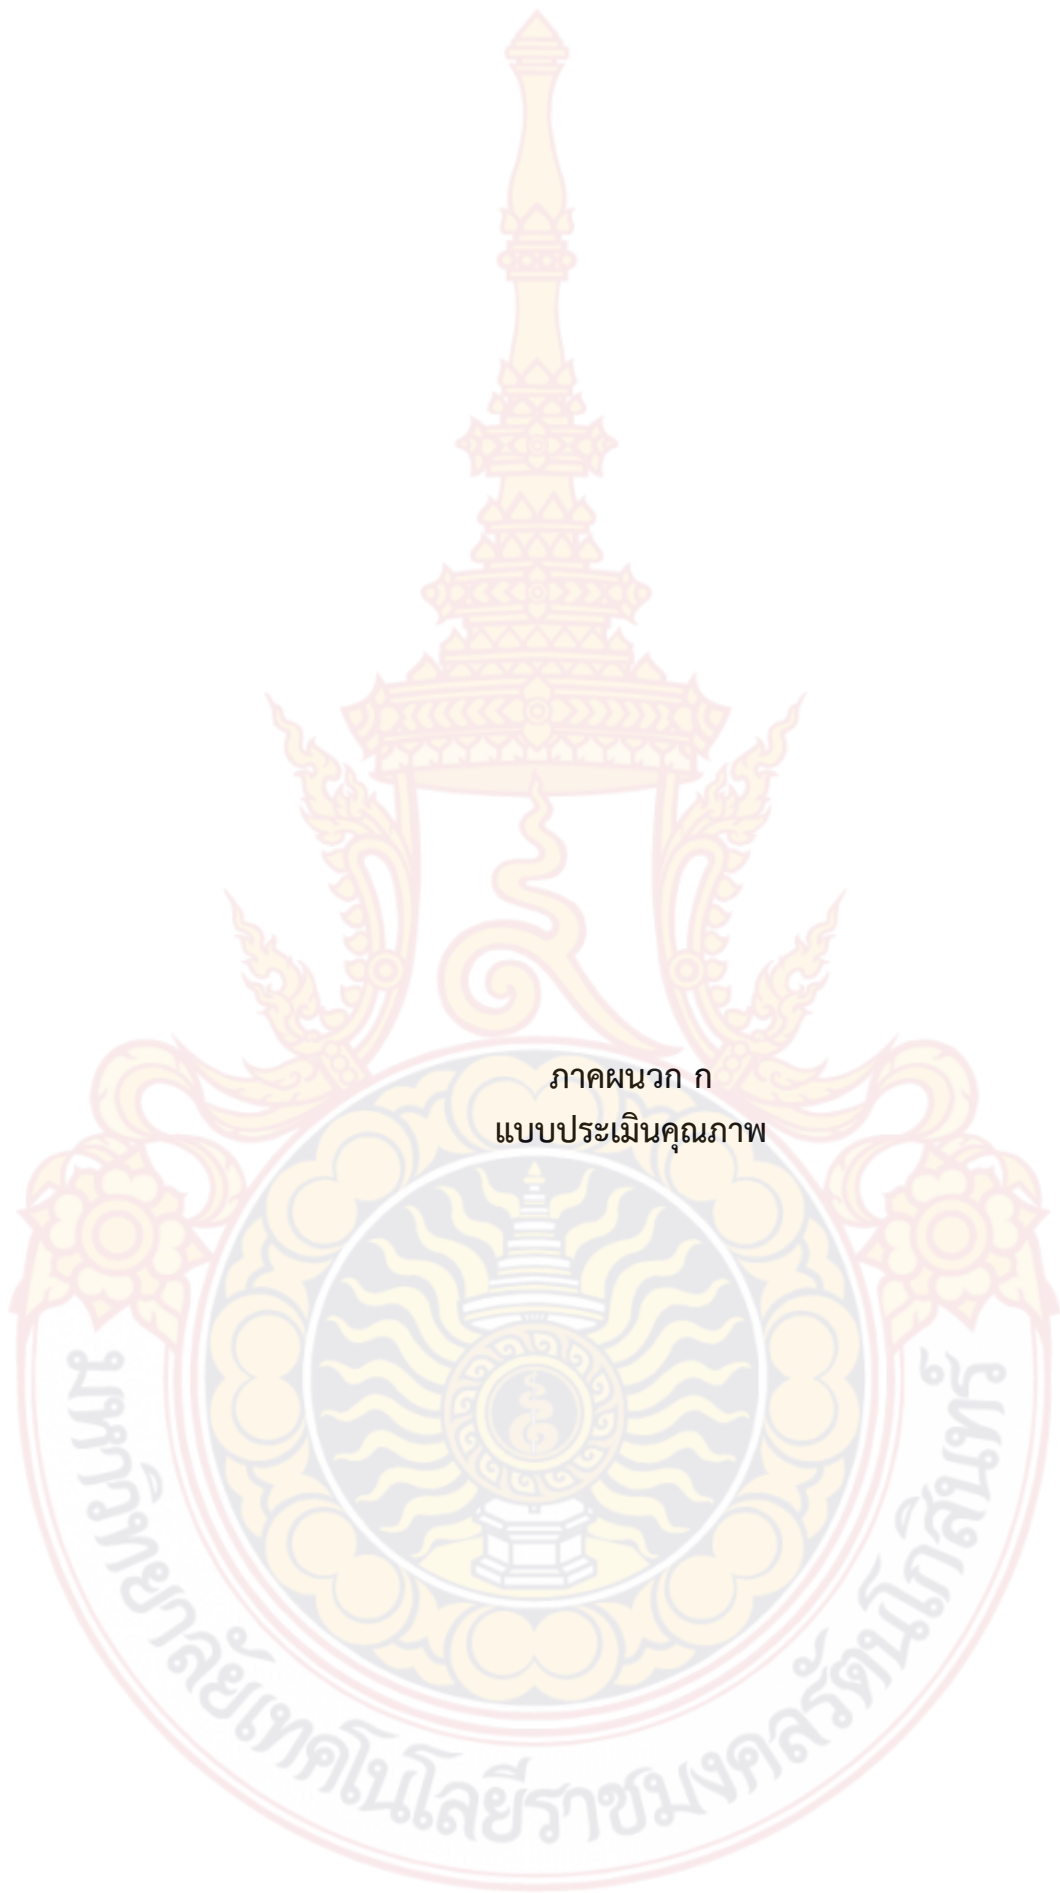 ภาคผนวก ก
แบบประเมินคุณภาพ
มหาวิทยาลัยเทคโนโลยีราชมงคลรัตนโกสินทร์